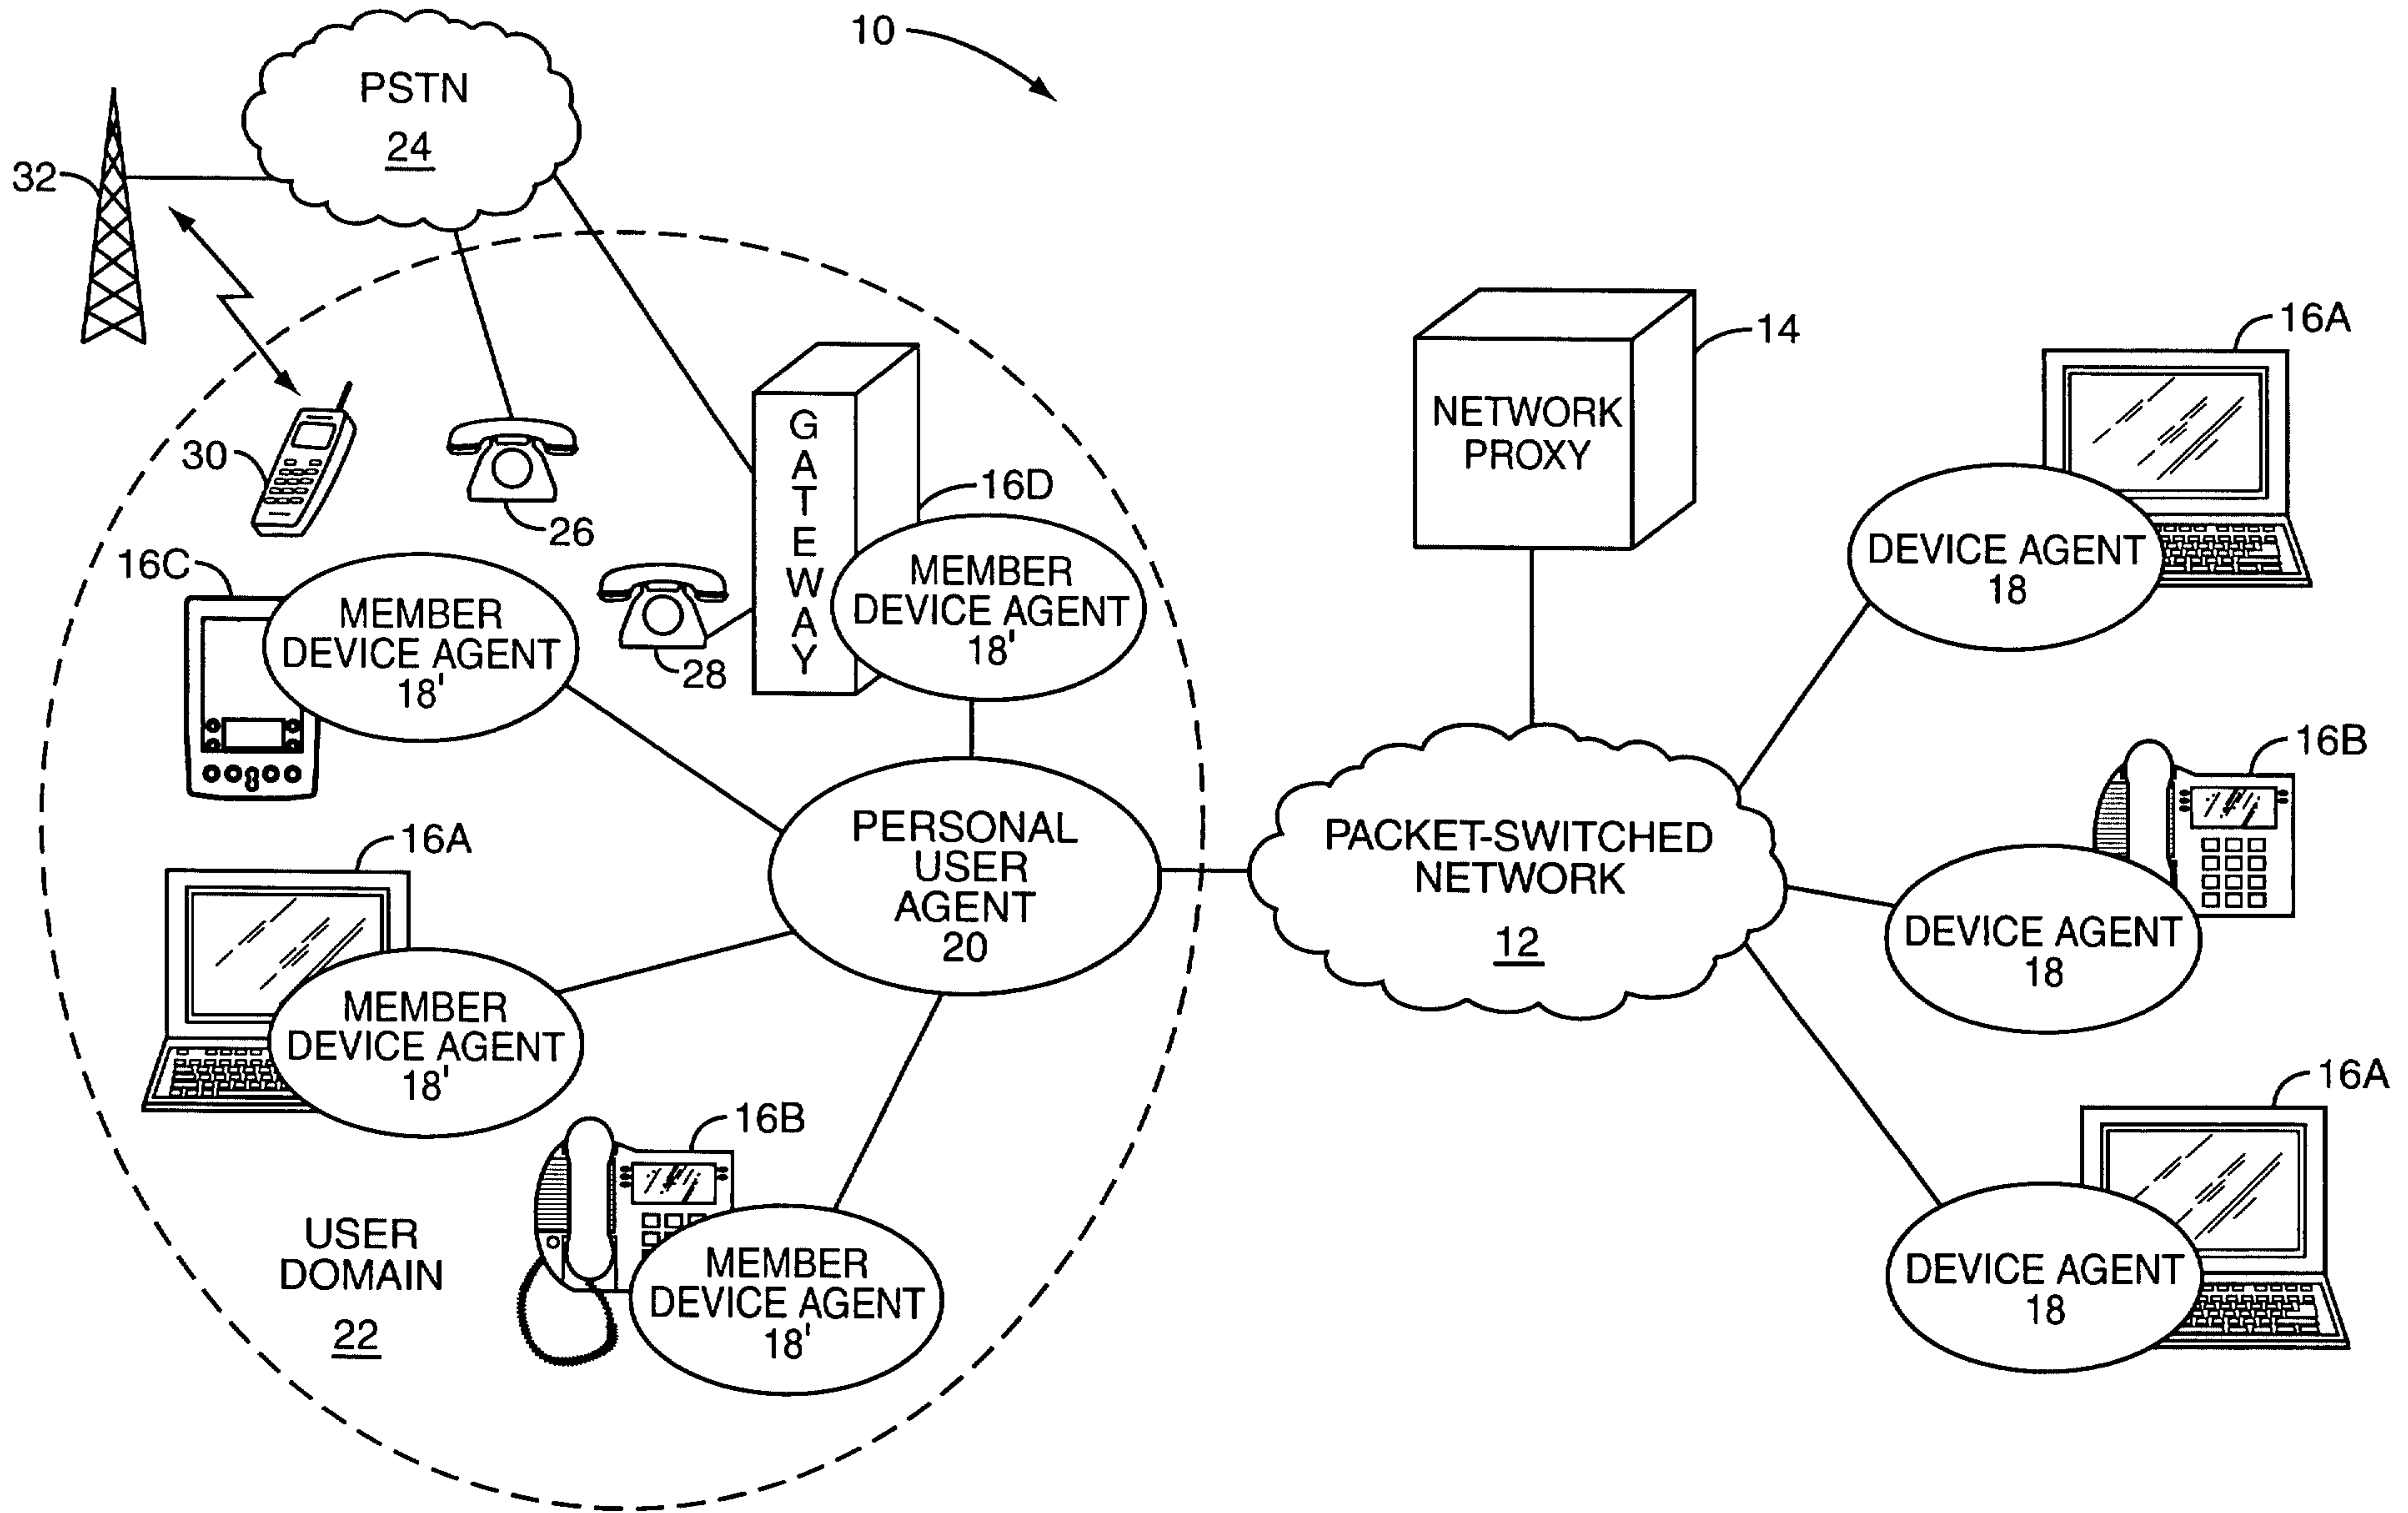 10
PSTN
24
32
30
26
28
GATEWAY
16D
MEMBER
DEVICE AGENT
18'
16C
MEMBER
DEVICE AGENT
18'
16A
MEMBER
DEVICE AGENT
18'
16B
MEMBER
DEVICE AGENT
18'
PERSONAL
USER
AGENT
20
USER
DOMAIN
22
NETWORK
PROXY
14
PACKET-SWITCHED
NETWORK
12
16A
DEVICE AGENT
18
16B
DEVICE AGENT
18
16A
DEVICE AGENT
18